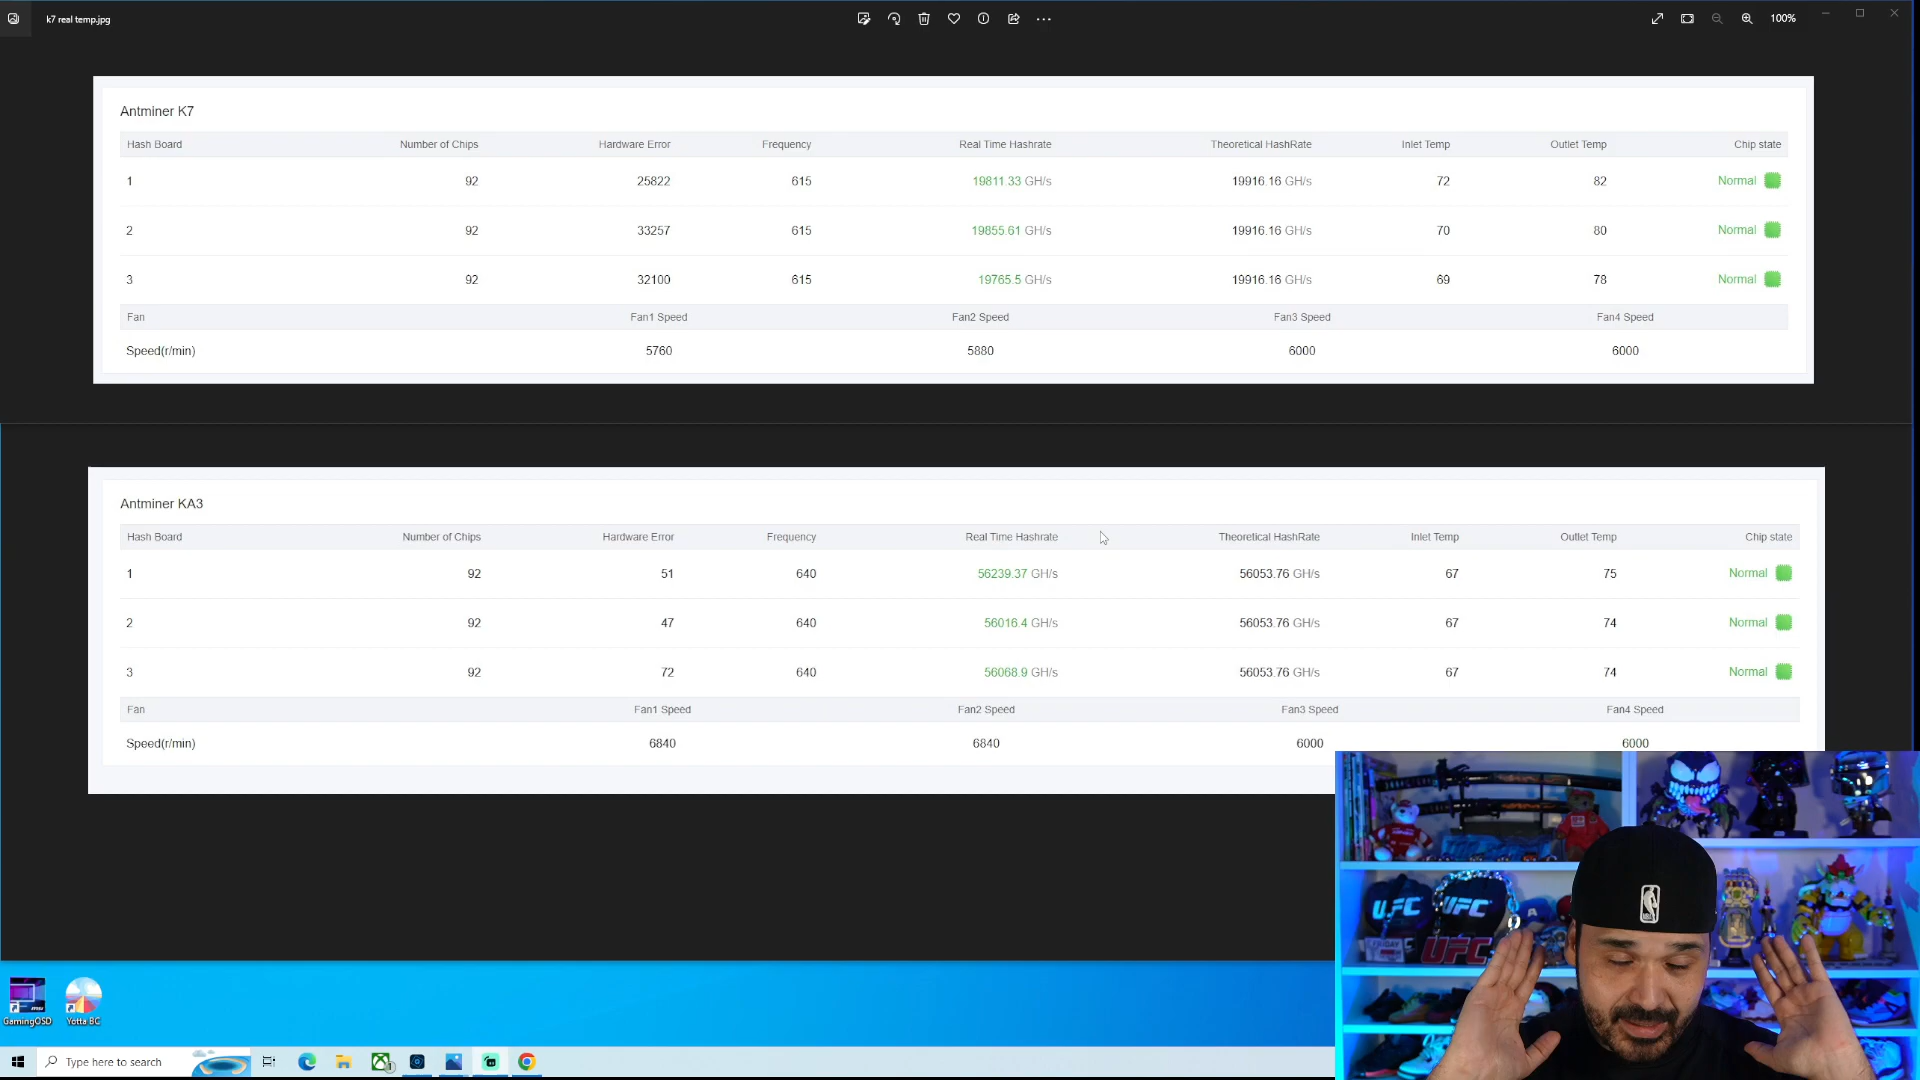 k7 real temp.jpg
100%
Antminer K7
Hash Board Number of Chips Hardware Error Frequency Real Time Hashrate Theoretical HashRate Inlet Temp Outlet Temp Chip state
1 92 25822 615 19811.33 GH/s 19916.16 GH/s 72 82 Normal
2 92 33257 615 19855.61 GH/s 19916.16 GH/s 70 80 Normal
3 92 32100 615 19765.5 GH/s 19916.16 GH/s 69 78 Normal
Fan Fan1 Speed Fan2 Speed Fan3 Speed Fan4 Speed
Speed(r/min) 5760 5880 6000 6000
Antminer KA3
Hash Board Number of Chips Hardware Error Frequency Real Time Hashrate Theoretical HashRate Inlet Temp Outlet Temp Chip state
1 92 51 640 56239.37 GH/s 56053.76 GH/s 67 75 Normal
2 92 47 640 56016.4 GH/s 56053.76 GH/s 67 74 Normal
3 92 72 640 56068.9 GH/s 56053.76 GH/s 67 74 Normal
Fan Fan1 Speed Fan2 Speed Fan3 Speed Fan4 Speed
Speed(r/min) 6840 6840 6000 6000
UFC UFC
UFC
GamingOSD Yotta BC
Type here to search